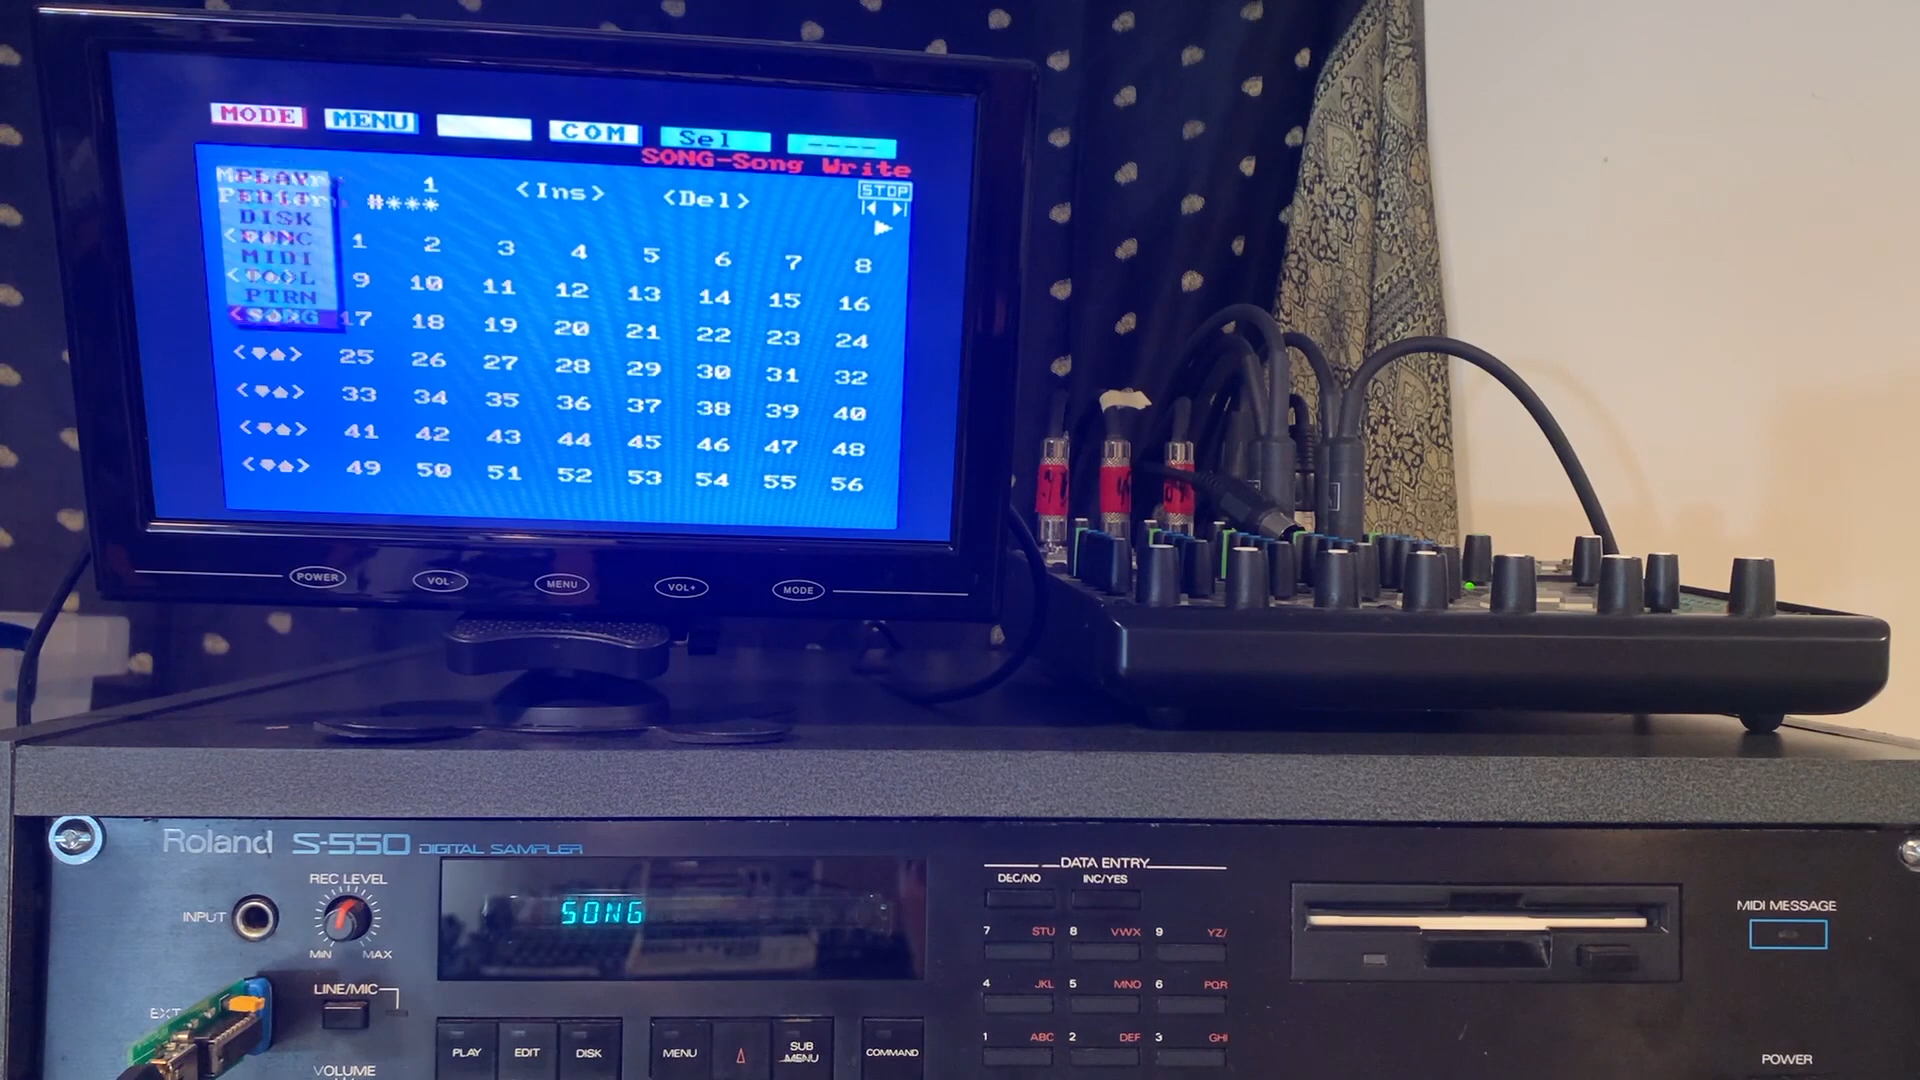 MODE MENU COM Sel ----
SONG-Song Write
PLAY
EDIT
DISK
FUNC
MIDI
TOOL
PTRN
SONG
1 <Ins> <Del> STOP
#***
1 2 3 4 5 6 7 8
9 10 11 12 13 14 15 16
17 18 19 20 21 22 23 24
25 26 27 28 29 30 31 32
33 34 35 36 37 38 39 40
41 42 43 44 45 46 47 48
49 50 51 52 53 54 55 56
POWER VOL- MENU VOL+ MODE
Roland S-550 DIGITAL SAMPLER
INPUT
REC LEVEL
MIN MAX
LINE/MIC
EXT
VOLUME
SONG
PLAY EDIT DISK MENU SUB MENU COMMAND
DATA ENTRY
DEC/NO INC/YES
7 STU 8 VWX 9 YZ/
4 JKL 5 MNO 6 PQR
1 ABC 2 DEF 3 GHI
MIDI MESSAGE
POWER